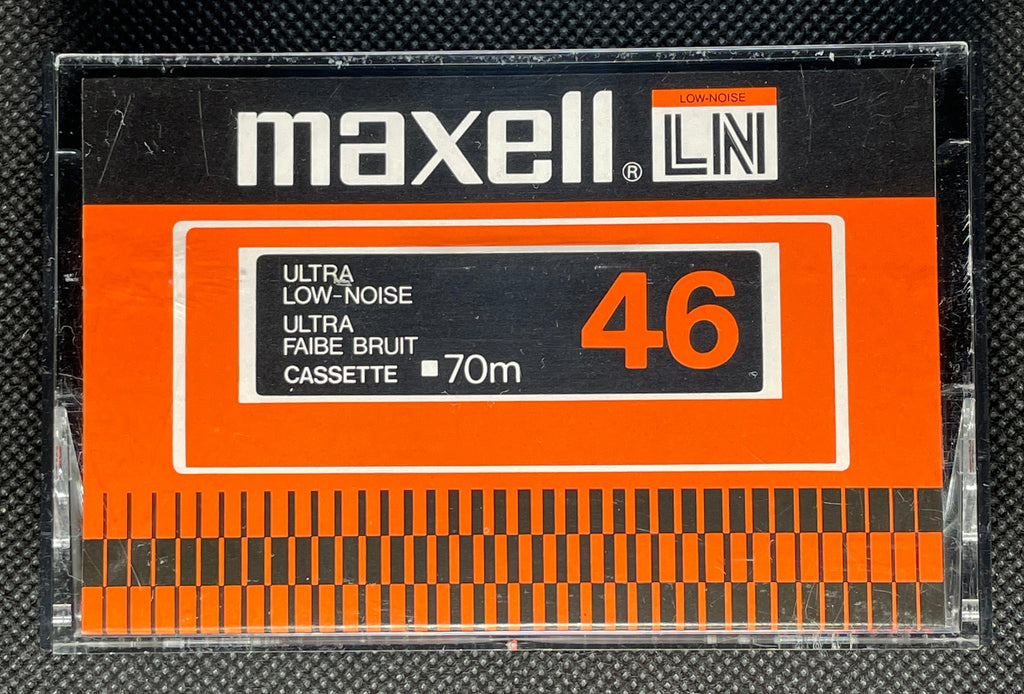 maxell®
LOW-NOISE
LN
ULTRA
LOW-NOISE
ULTRA
FAIBE BRUIT
CASSETTE ▪70m
46